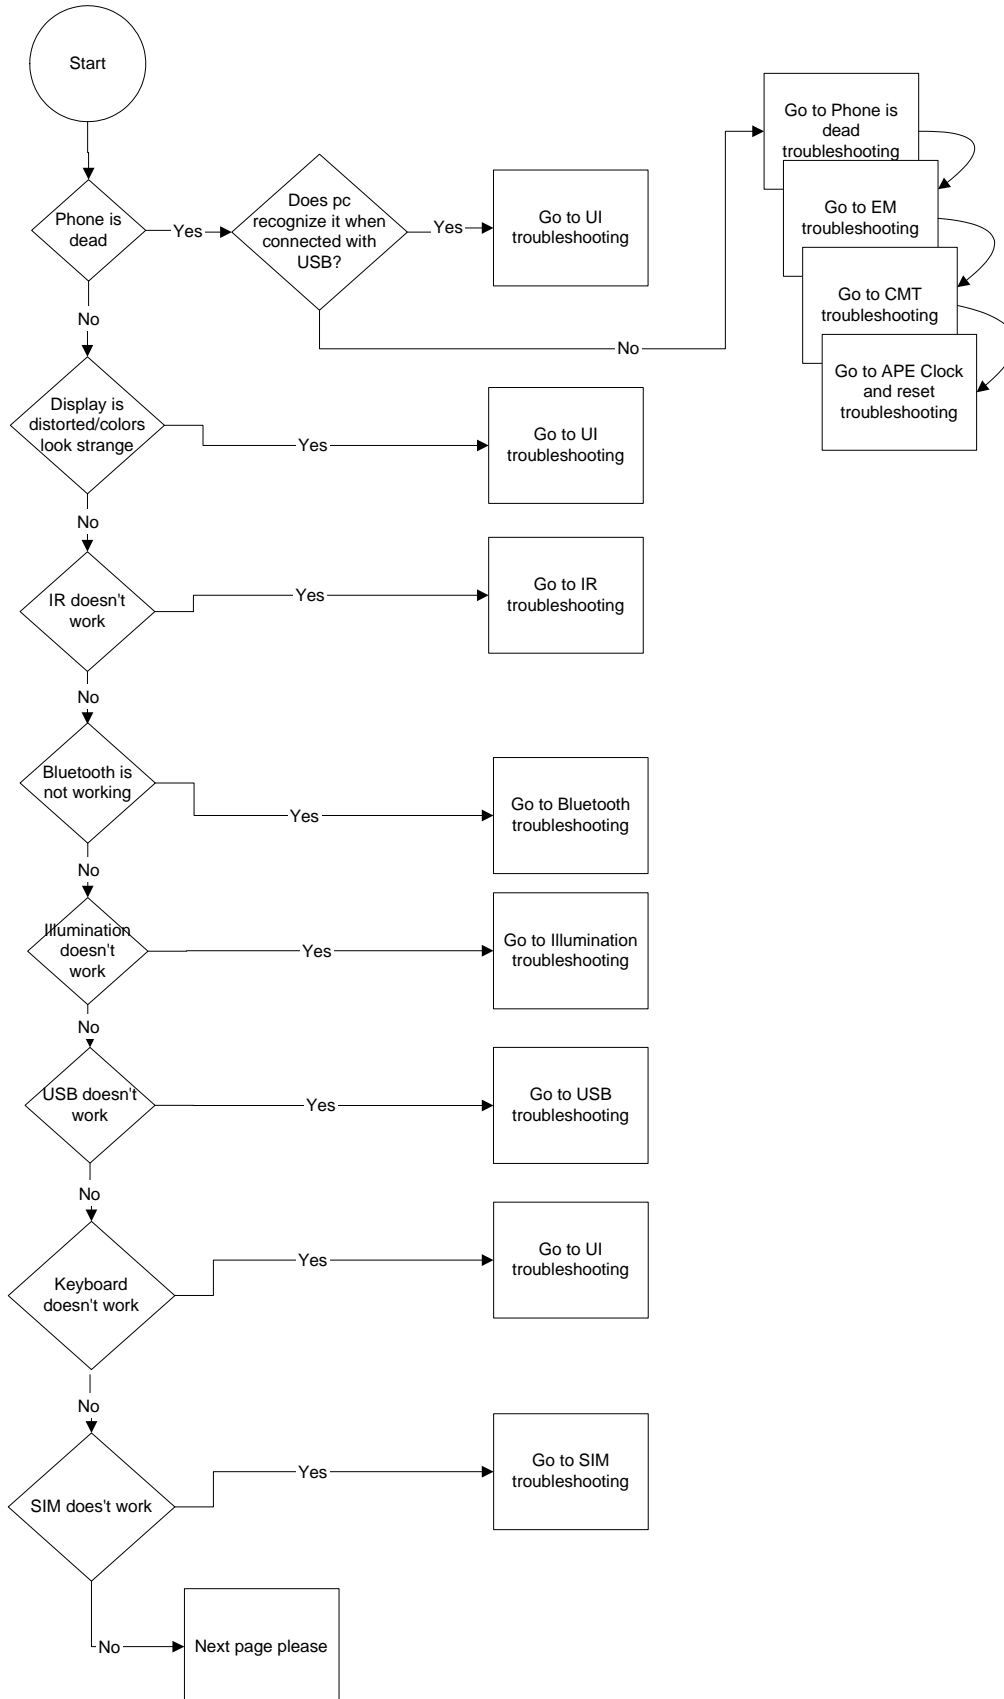 Start
Phone is
dead
Yes
Does pc
recognize it when
connected with
USB?
Yes
Go to UI
troubleshooting
No
Go to Phone is
dead
troubleshooting
Go to EM
troubleshooting
Go to CMT
troubleshooting
Go to APE Clock
and reset
troubleshooting
No
Display is
distorted/colors
look strange
Yes
Go to UI
troubleshooting
No
IR doesn't
work
Yes
Go to IR
troubleshooting
No
Bluetooth is
not working
Yes
Go to Bluetooth
troubleshooting
No
Illumination
doesn't
work
Yes
Go to Illumination
troubleshooting
No
USB doesn't
work
Yes
Go to USB
troubleshooting
No
Keyboard
doesn't work
Yes
Go to UI
troubleshooting
No
SIM does't work
Yes
Go to SIM
troubleshooting
No
Next page please